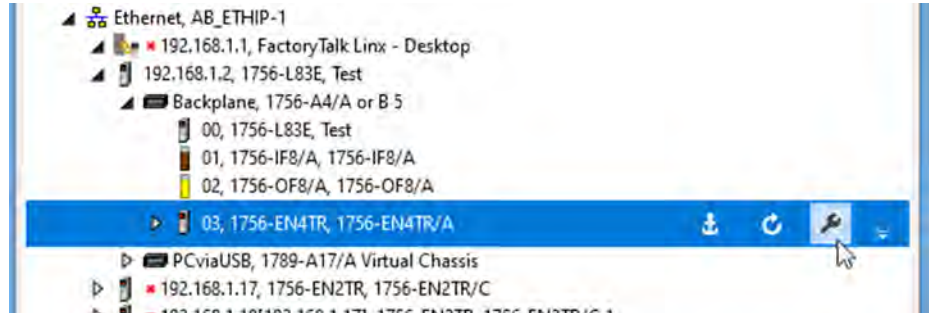 Ethernet, AB_ETHIP-1
192.168.1.1, FactoryTalk Linx - Desktop
192.168.1.2, 1756-L83E, Test
Backplane, 1756-A4/A or B 5
00, 1756-L83E, Test
01, 1756-IF8/A, 1756-IF8/A
02, 1756-OF8/A, 1756-OF8/A
03, 1756-EN4TR, 1756-EN4TR/A
PCviaUSB, 1789-A17/A Virtual Chassis
192.168.1.17, 1756-EN2TR, 1756-EN2TR/C